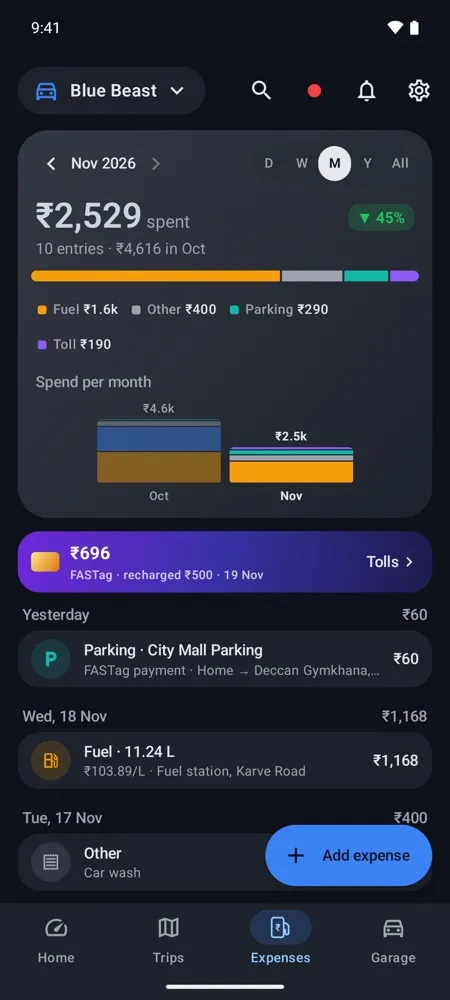 9:41
Blue Beast
Nov 2026
D W M Y All
₹2,529 spent
▼ 45%
10 entries · ₹4,616 in Oct
Fuel ₹1.6k Other ₹400 Parking ₹290
Toll ₹190
Spend per month
₹4.6k
₹2.5k
Oct Nov
₹696
FASTag · recharged ₹500 · 19 Nov
Tolls
Yesterday ₹60
P
Parking · City Mall Parking
FASTag payment · Home → Deccan Gymkhana,...
₹60
Wed, 18 Nov ₹1,168
Fuel · 11.24 L
₹103.89/L · Fuel station, Karve Road
₹1,168
Tue, 17 Nov ₹400
Other
Car wash
+ Add expense
₹
Home Trips Expenses Garage